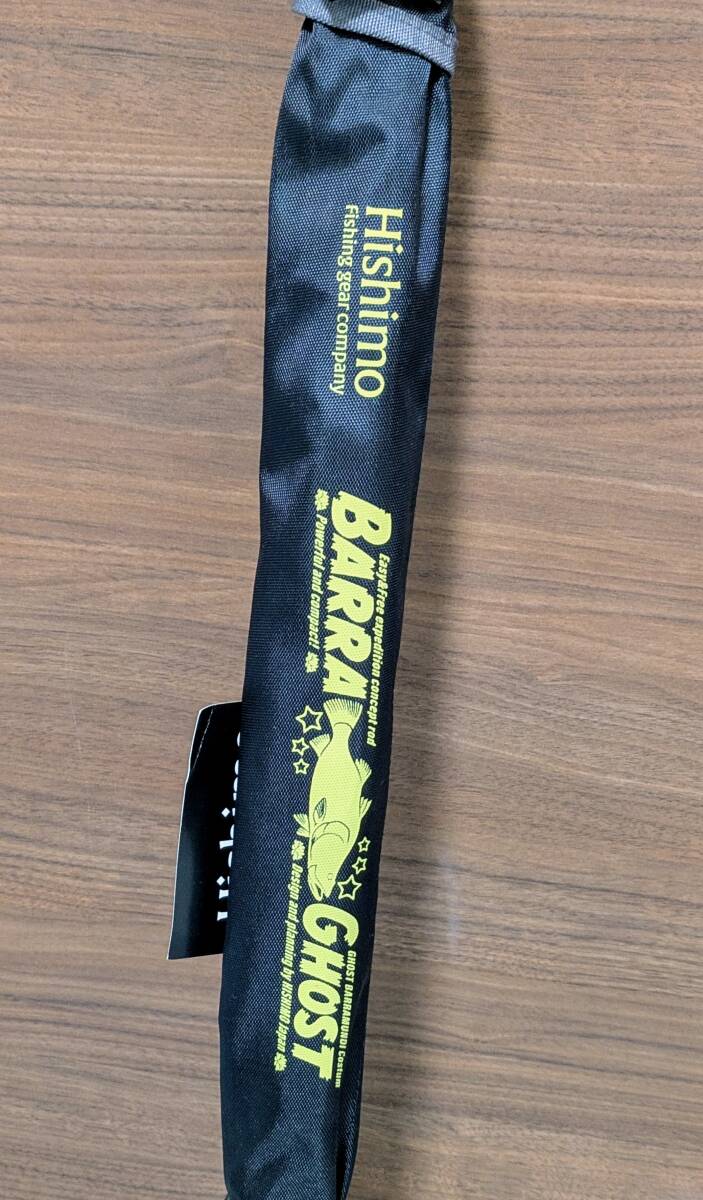 Hishimo
Fishing gear company
Easy&Free expedition concept rod
BARRA
Powerful and compact!
GHOST BARRAMUNDI Costum
GHOST
Design and planning by HISHIMO Japan